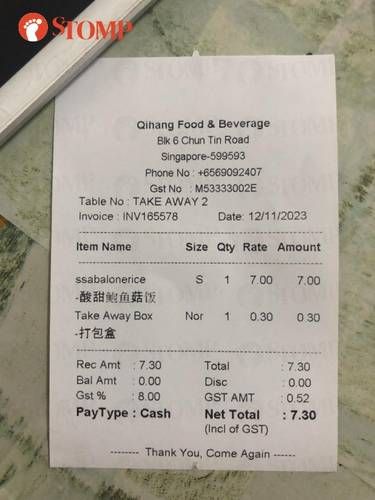 STOMP
Qihang Food & Beverage
Blk 6 Chun Tin Road
Singapore-599593
Phone No : +6569092407
Gst No : M53333002E
Table No : TAKE AWAY 2
Invoice : INV165578 Date: 12/11/2023
Item Name Size Qty Rate Amount
ssabalonerice S 1 7.00 7.00
-酸甜鲍鱼菇饭
Take Away Box Nor 1 0.30 0.30
-打包盒
Rec Amt : 7.30 Total : 7.30
Bal Amt : 0.00 Disc : 0.00
Gst % : 8.00 GST AMT : 0.52
PayType : Cash Net Total : 7.30
(Incl of GST)
-------- Thank You, Come Again ------